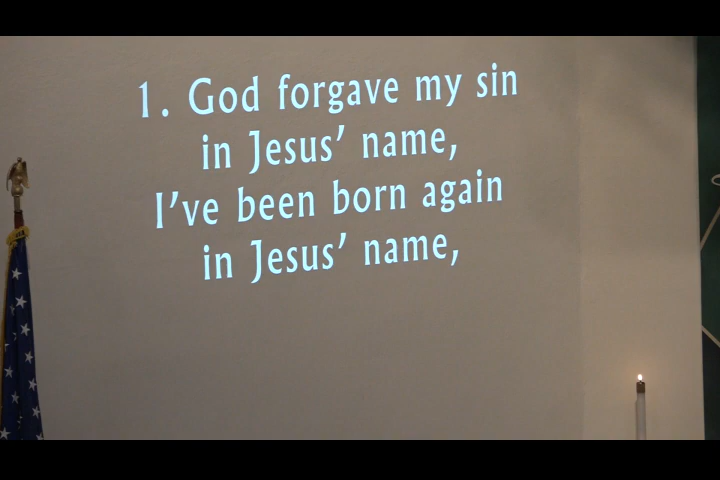 1. God forgave my sin
in Jesus’ name,
I’ve been born again
in Jesus’ name,